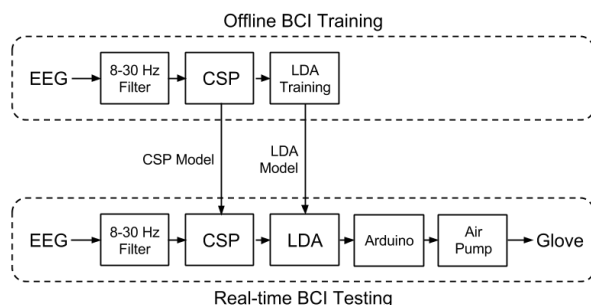 Offline BCI Training
EEG
8-30 Hz
Filter
CSP
LDA
Training
CSP Model
LDA
Model
EEG
8-30 Hz
Filter
CSP
LDA
Arduino
Air
Pump
Glove
Real-time BCI Testing